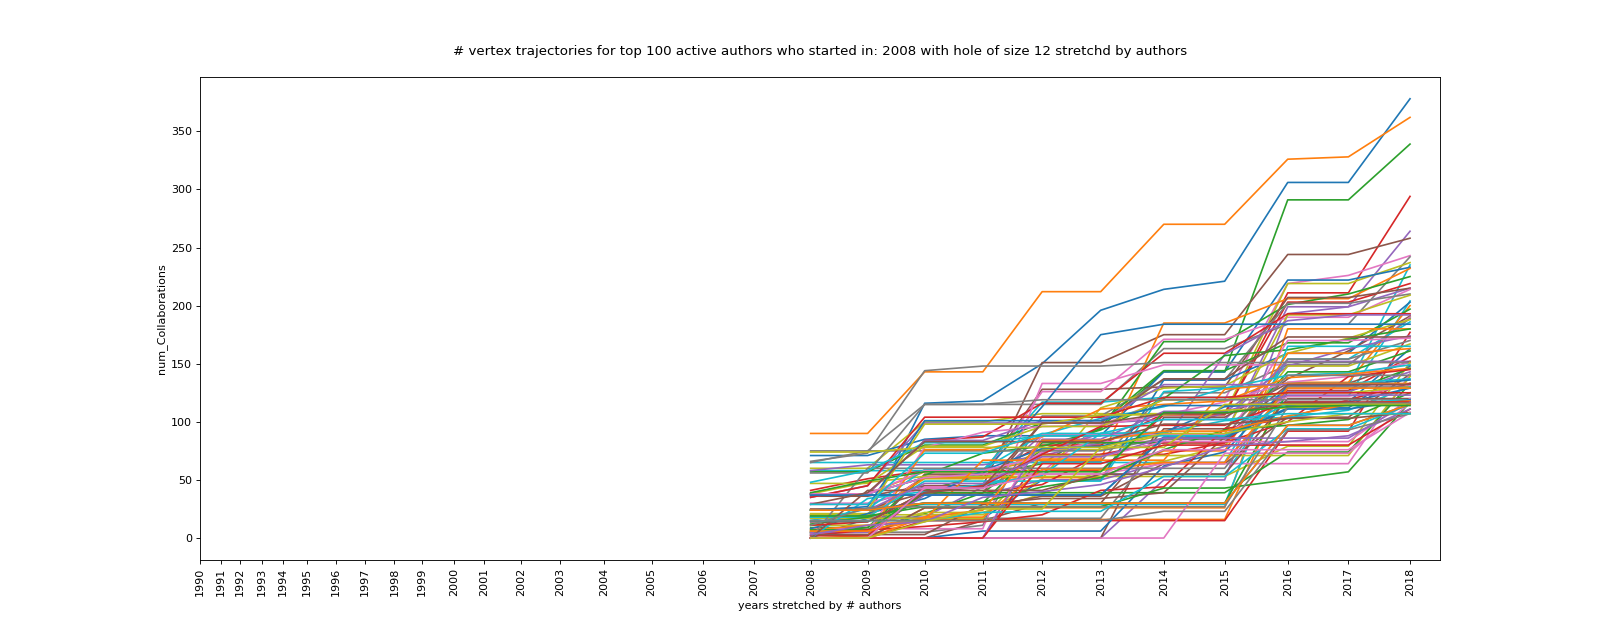 # vertex trajectories for top 100 active authors who started in: 2008 with hole of size 12 stretchd by authors
num_Collaborations
350
300
250
200
150
100
50
0
1990 1991 1992 1993 1994 1995 1996 1997 1998 1999 2000 2001 2002 2003 2004 2005 2006 2007 2008 2009 2010 2011 2012 2013 2014 2015 2016 2017 2018
years stretched by # authors